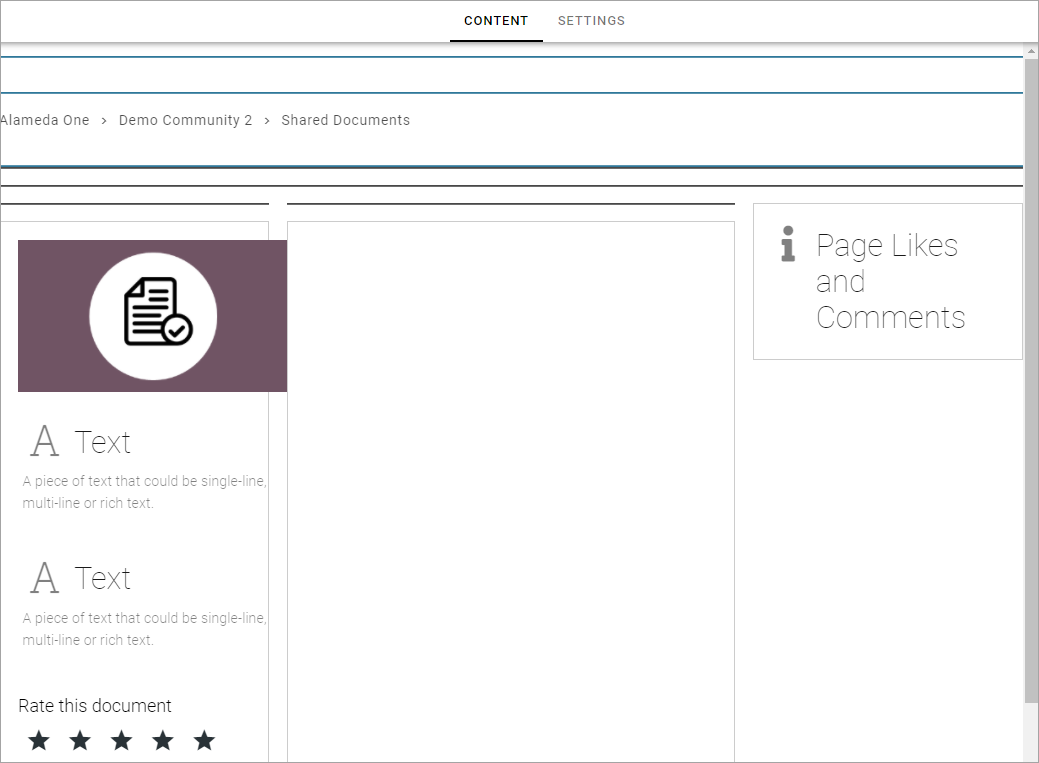 CONTENT SETTINGS
Alameda One > Demo Community 2 > Shared Documents
Page Likes
and
Comments
A Text
A piece of text that could be single-line,
multi-line or rich text.
A Text
A piece of text that could be single-line,
multi-line or rich text.
Rate this document